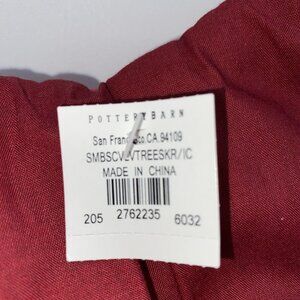 POTTERYBARN
San Francisco.CA.94109
SMBSCVLVTREESKR/IC
MADE IN CHINA
205 2762235 6032